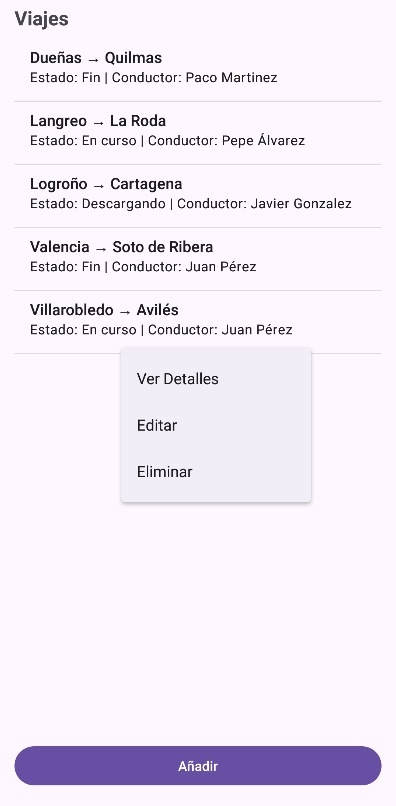 Viajes
Dueñas → Quilmas
Estado: Fin | Conductor: Paco Martinez
Langreo → La Roda
Estado: En curso | Conductor: Pepe Álvarez
Logroño → Cartagena
Estado: Descargando | Conductor: Javier Gonzalez
Valencia → Soto de Ribera
Estado: Fin | Conductor: Juan Pérez
Villarobledo → Avilés
Estado: En curso | Conductor: Juan Pérez
Ver Detalles
Editar
Eliminar
Añadir